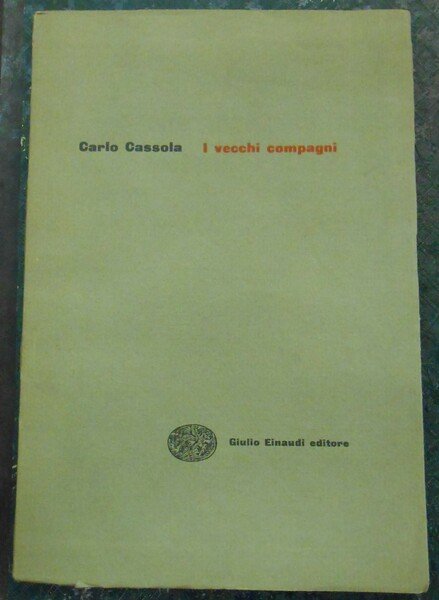 Carlo Cassola I vecchi compagni
Giulio Einaudi editore